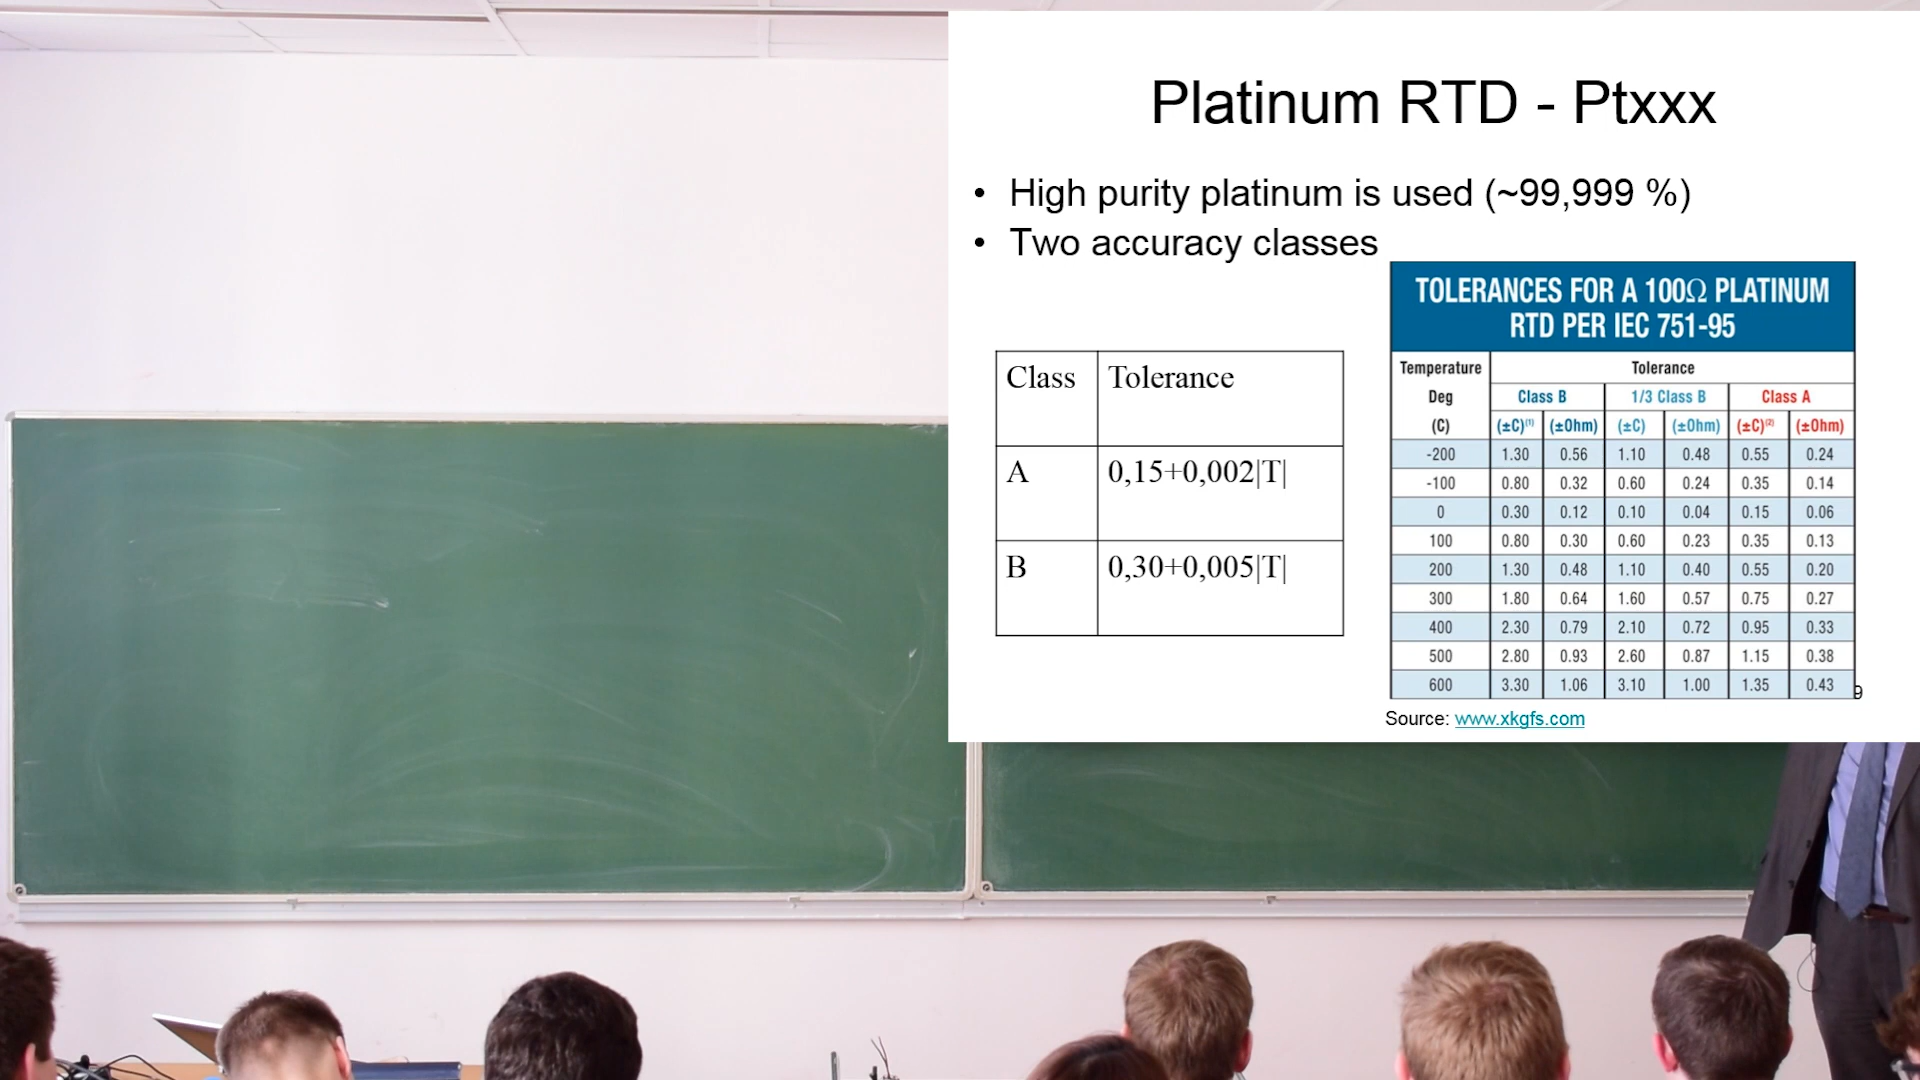 Platinum RTD - Ptxxx
• High purity platinum is used (~99,999 %)
• Two accuracy classes
Class Tolerance
A 0,15+0,002|T|
B 0,30+0,005|T|
TOLERANCES FOR A 100Ω PLATINUM
RTD PER IEC 751-95
Temperature Tolerance
Deg Class B 1/3 Class B Class A
(C) (±C)(1) (±Ohm) (±C) (±Ohm) (±C)(2) (±Ohm)
-200 1.30 0.56 1.10 0.48 0.55 0.24
-100 0.80 0.32 0.60 0.24 0.35 0.14
0 0.30 0.12 0.10 0.04 0.15 0.06
100 0.80 0.30 0.60 0.23 0.35 0.13
200 1.30 0.48 1.10 0.40 0.55 0.20
300 1.80 0.64 1.60 0.57 0.75 0.27
400 2.30 0.79 2.10 0.72 0.95 0.33
500 2.80 0.93 2.60 0.87 1.15 0.38
600 3.30 1.06 3.10 1.00 1.35 0.43
9
Source: www.xkgfs.com